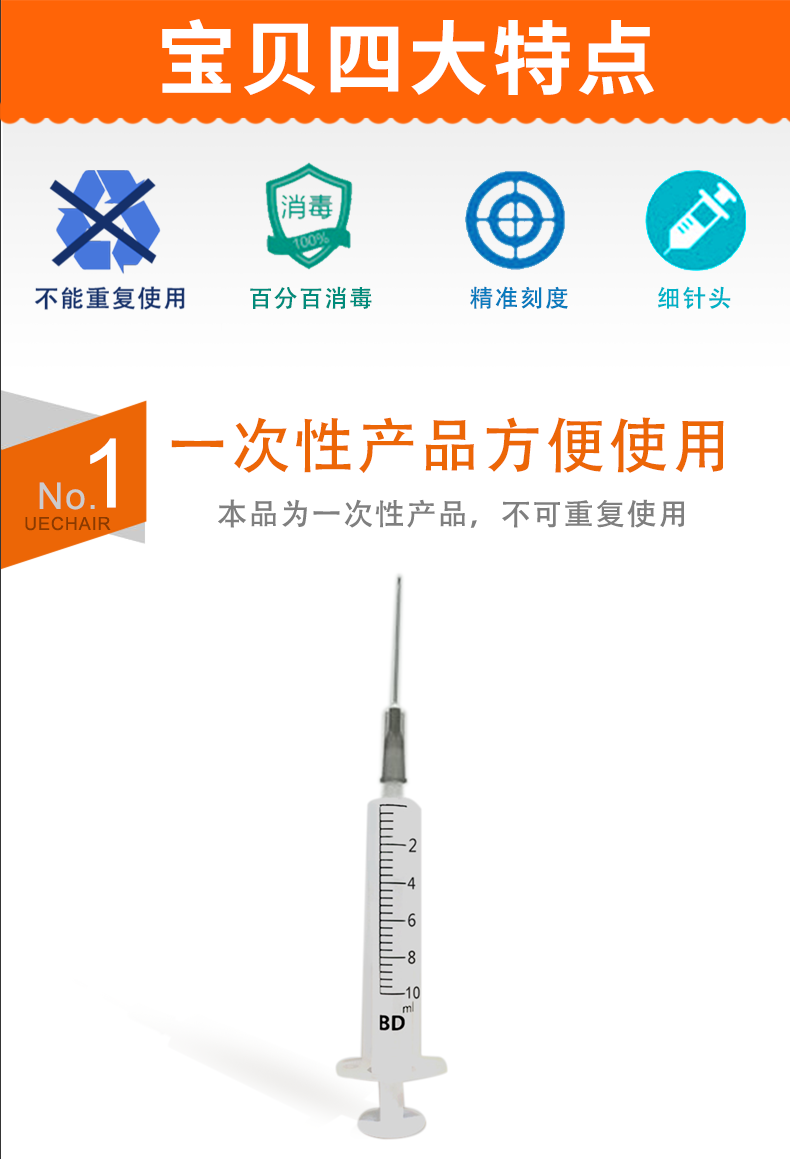 宝贝四大特点
消毒
100%
不能重复使用
百分百消毒
精准刻度
细针头
一次性产品方便使用
No.1
UECHAIR
本品为一次性产品，不可重复使用
2
4
6
8
10
ml
BD